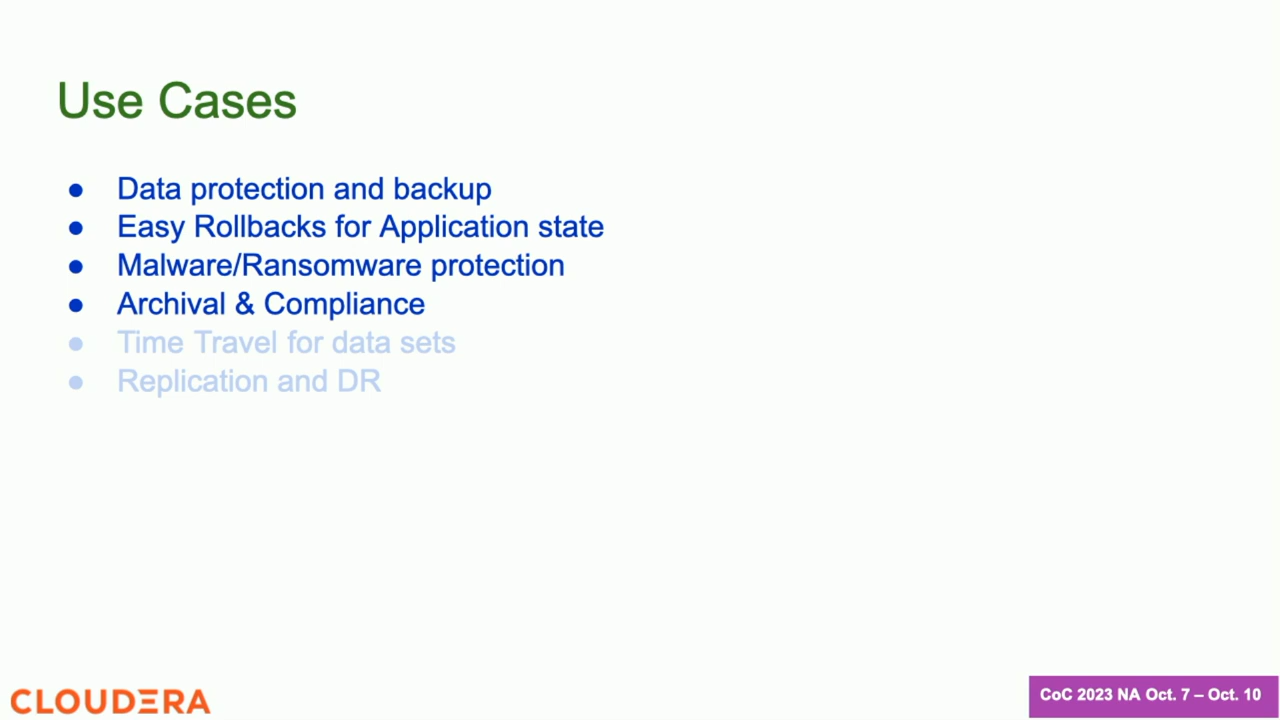 Use Cases
● Data protection and backup
● Easy Rollbacks for Application state
● Malware/Ransomware protection
● Archival & Compliance
● Time Travel for data sets
● Replication and DR
CLOUDERA
CoC 2023 NA Oct. 7 – Oct. 10